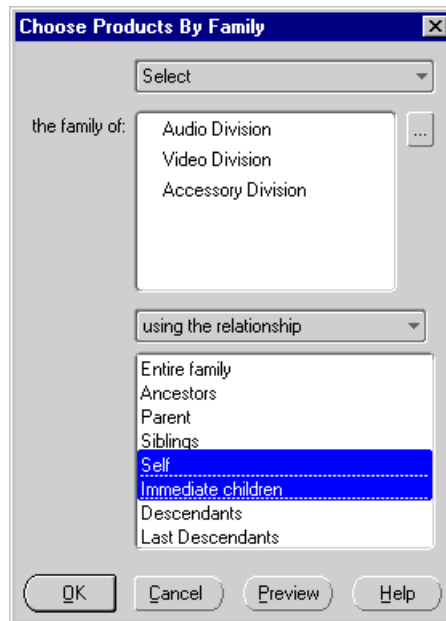 Choose Products By Family
Select
the family of:
Audio Division
...
Video Division
Accessory Division
using the relationship
Entire family
Ancestors
Parent
Siblings
Self
Immediate children
Descendants
Last Descendants
OK Cancel Preview Help